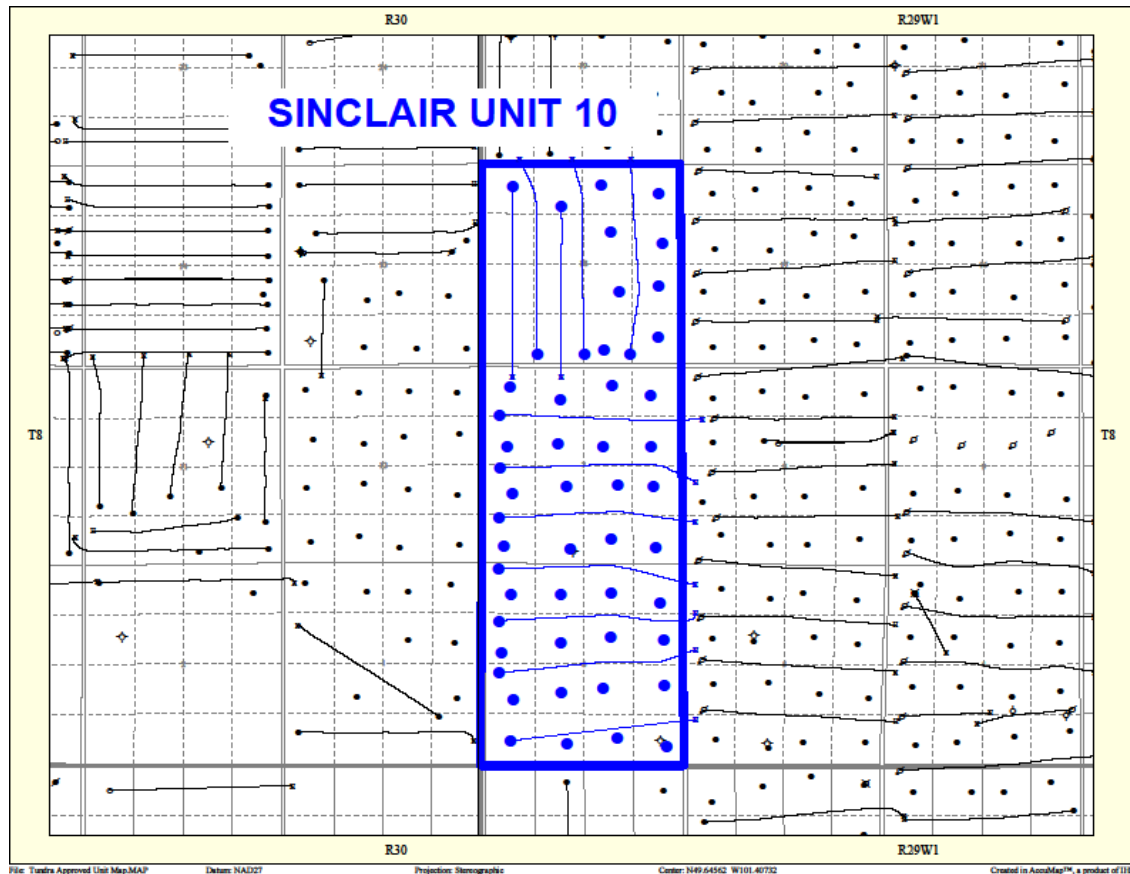 R30 R29W1
SINCLAIR UNIT 10
T8 T8
R30 R29W1
File: Tundra Approved Unit Map.MAP Datum: NAD27 Projection: Stereographic Center: N49.64562 W101.40732 Created in AccuMap™, a product of IH